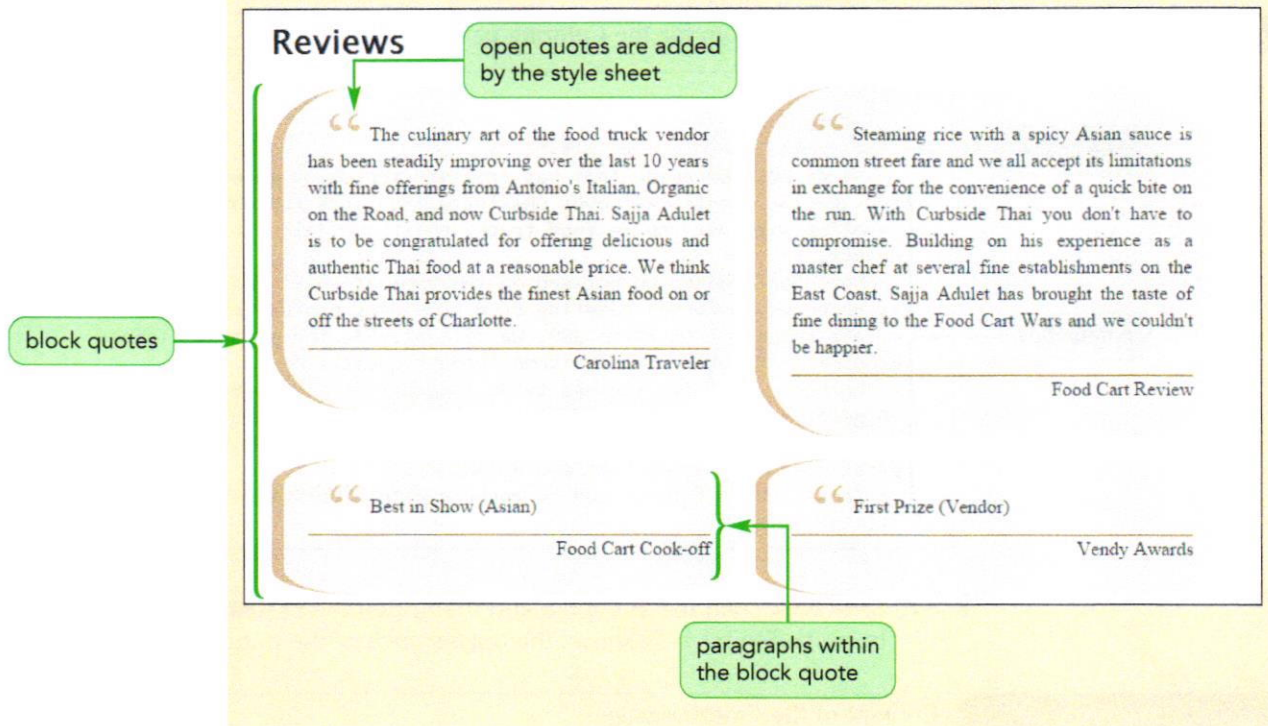 Reviews
open quotes are added
by the style sheet
“ The culinary art of the food truck vendor
has been steadily improving over the last 10 years
with fine offerings from Antonio's Italian, Organic
on the Road, and now Curbside Thai. Sajja Adulet
is to be congratulated for offering delicious and
authentic Thai food at a reasonable price. We think
Curbside Thai provides the finest Asian food on or
off the streets of Charlotte.
Carolina Traveler
“ Steaming rice with a spicy Asian sauce is
common street fare and we all accept its limitations
in exchange for the convenience of a quick bite on
the run. With Curbside Thai you don't have to
compromise. Building on his experience as a
master chef at several fine establishments on the
East Coast, Sajja Adulet has brought the taste of
fine dining to the Food Cart Wars and we couldn't
be happier.
Food Cart Review
block quotes
“ Best in Show (Asian)
Food Cart Cook-off
“ First Prize (Vendor)
Vendy Awards
paragraphs within
the block quote